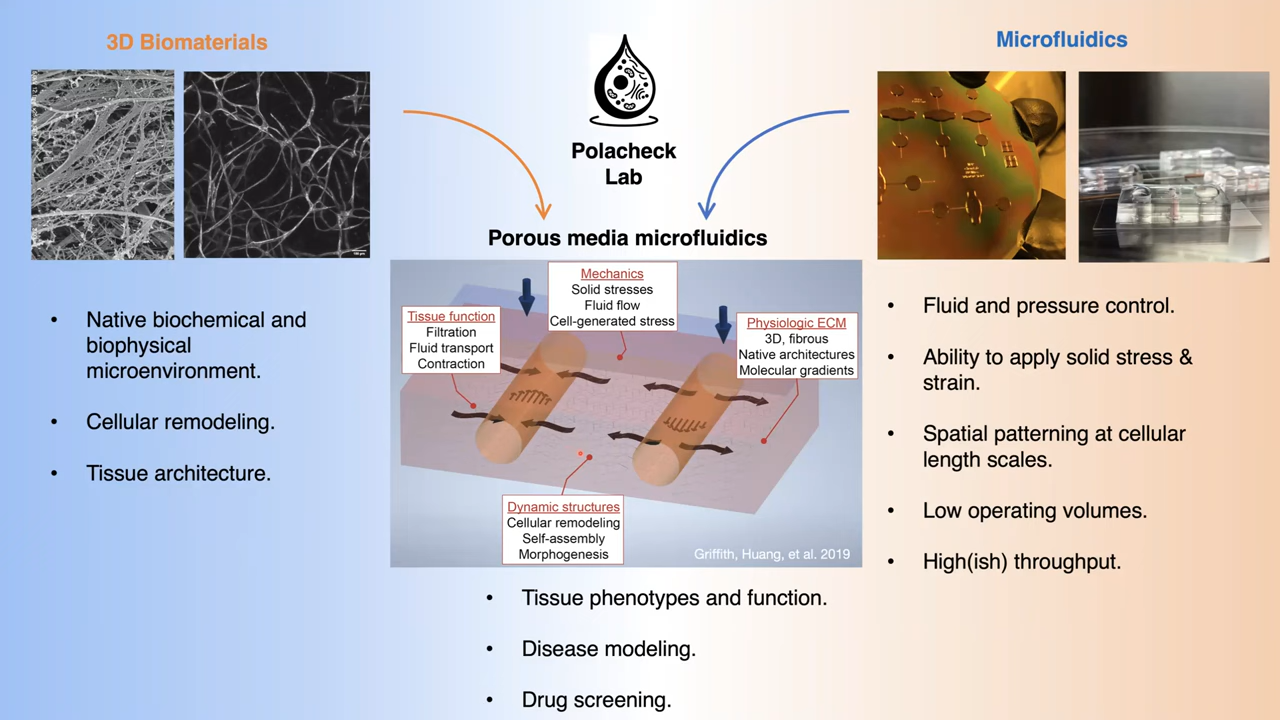 3D Biomaterials
• Native biochemical and
biophysical
microenvironment.
• Cellular remodeling.
• Tissue architecture.
Polacheck
Lab
Porous media microfluidics
Mechanics
Solid stresses
Fluid flow
Cell-generated stress
Tissue function
Filtration
Fluid transport
Contraction
Physiologic ECM
3D, fibrous
Native architectures
Molecular gradients
Dynamic structures
Cellular remodeling
Self-assembly
Morphogenesis
Griffith, Huang, et al. 2019
• Tissue phenotypes and function.
• Disease modeling.
• Drug screening.
Microfluidics
• Fluid and pressure control.
• Ability to apply solid stress &
strain.
• Spatial patterning at cellular
length scales.
• Low operating volumes.
• High(ish) throughput.